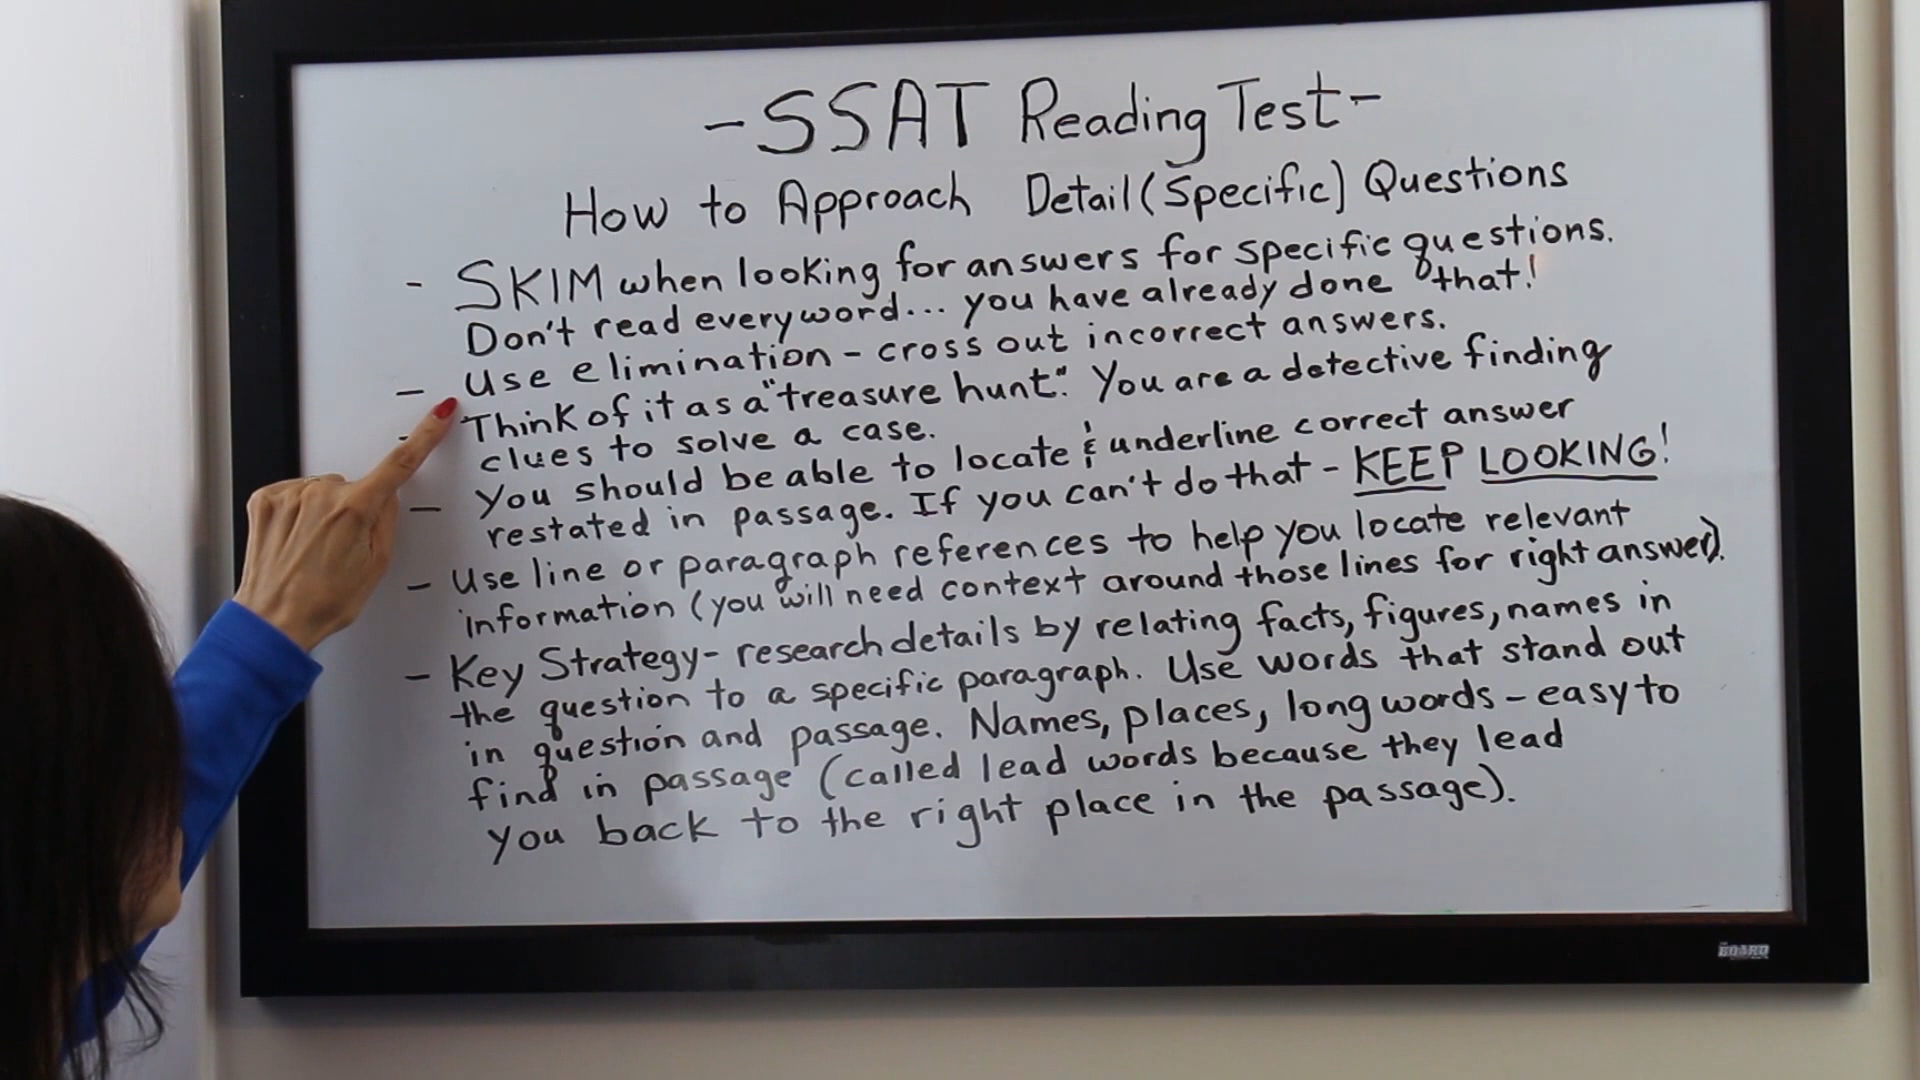 -SSAT Reading Test-
How to Approach Detail (Specific) Questions
- SKIM when looking for answers for specific questions.
Don't read every word... you have already done that!
- Use elimination - cross out incorrect answers.
- Think of it as a "treasure hunt". You are a detective finding
clues to solve a case.
- You should be able to locate & underline correct answer
restated in passage. If you can't do that - KEEP LOOKING!
- Use line or paragraph references to help you locate relevant
information (you will need context around those lines for right answer).
- Key Strategy - research details by relating facts, figures, names in
the question to a specific paragraph. Use words that stand out
in question and passage. Names, places, long words - easy to
find in passage (called lead words because they lead
you back to the right place in the passage).
THE BOARD